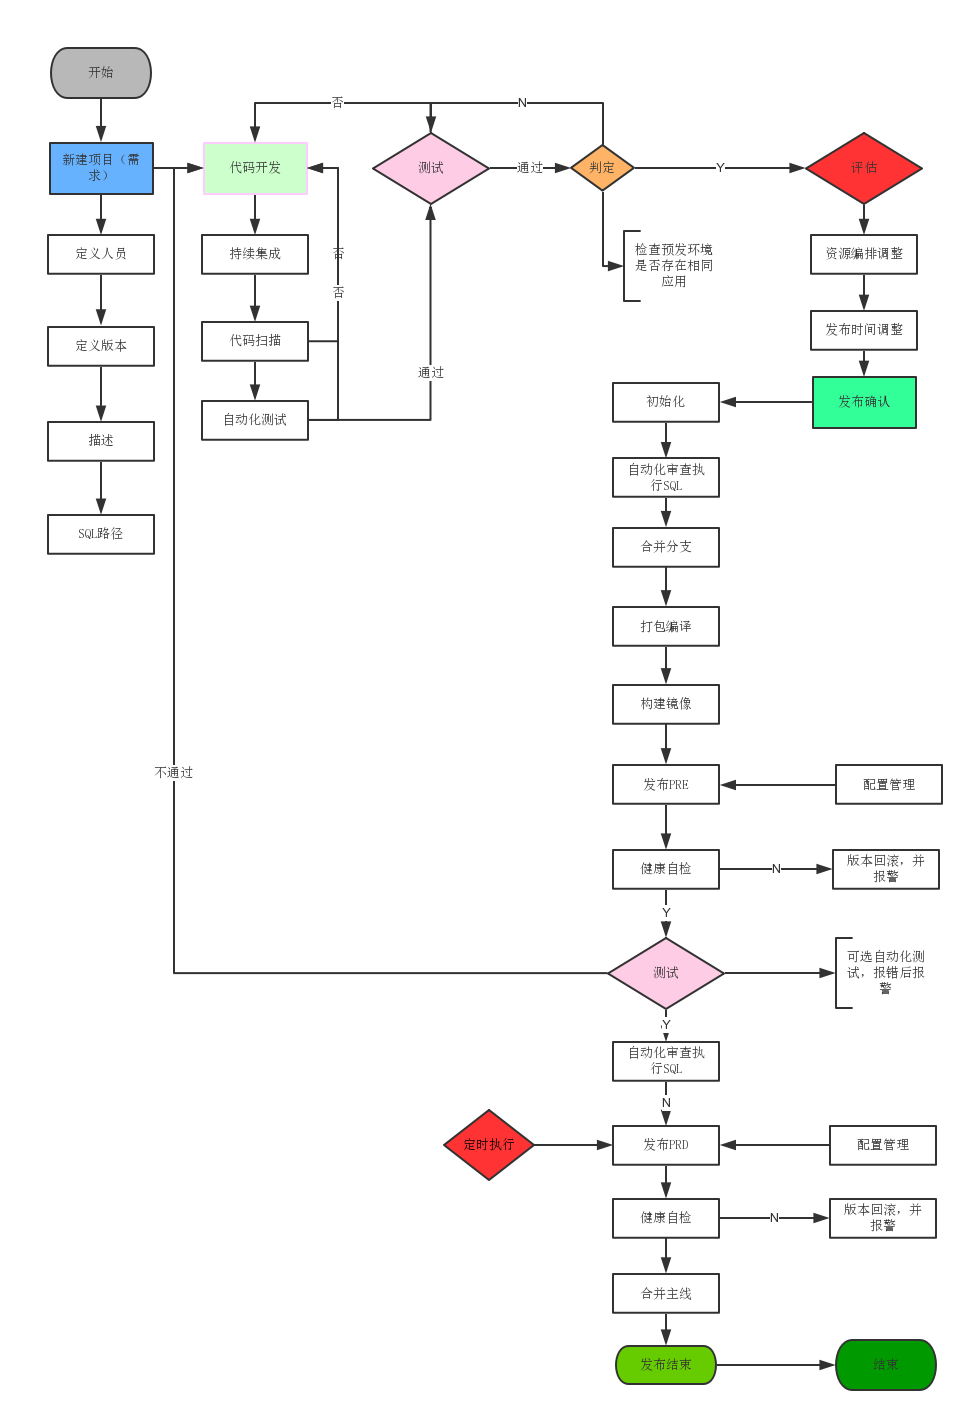 开始
新建项目（需
求）
定义人员
定义版本
描述
SQL路径
否
代码开发
持续集成
代码扫描
自动化测试
否
否
通过
测试
通过
N
判定
检查预发环境
是否存在相同
应用
Y
评估
资源编排调整
发布时间调整
发布确认
初始化
自动化审查执
行SQL
合并分支
打包编译
构建镜像
发布PRE
配置管理
健康自检
N
版本回滚，并
报警
Y
不通过
测试
可选自动化测
试，报错后报
警
Y
自动化审查执
行SQL
N
定时执行
发布PRD
配置管理
健康自检
N
版本回滚，并
报警
合并主线
发布结束
结束